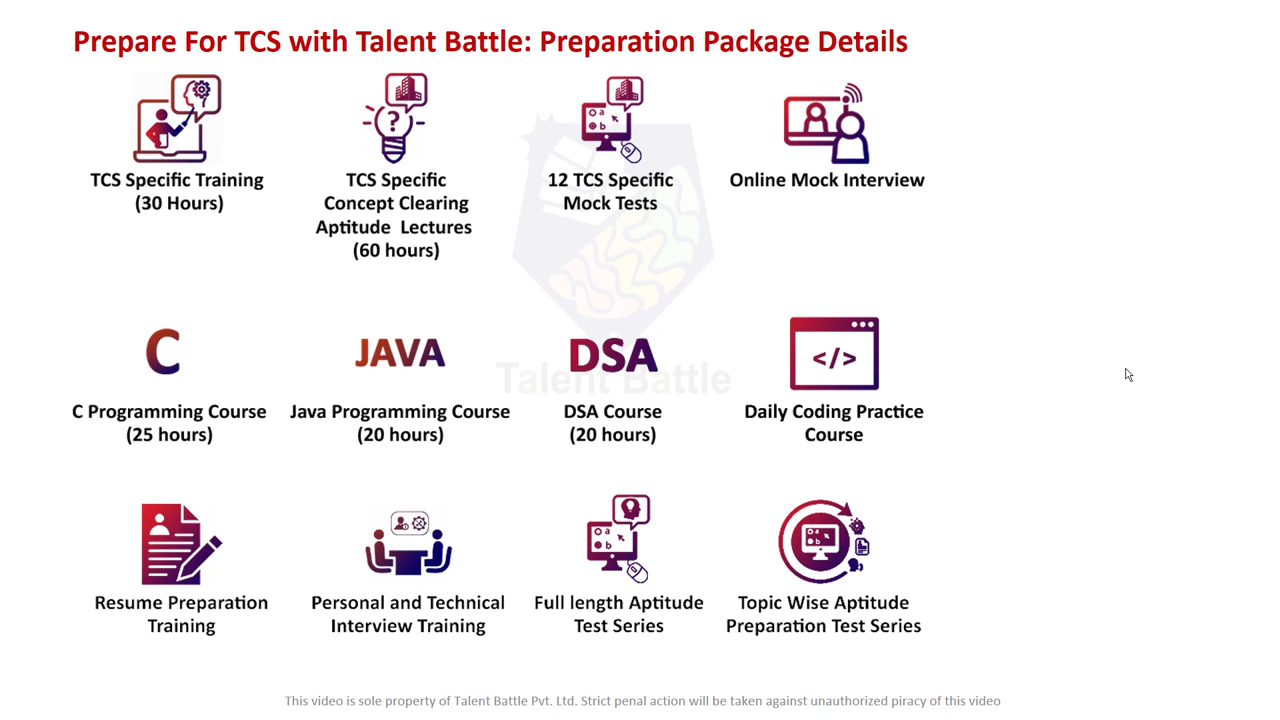 Prepare For TCS with Talent Battle: Preparation Package Details
TCS Specific Training
(30 Hours)
TCS Specific
Concept Clearing
Aptitude Lectures
(60 hours)
12 TCS Specific
Mock Tests
Online Mock Interview
C
C Programming Course
(25 hours)
JAVA
Java Programming Course
(20 hours)
DSA
DSA Course
(20 hours)
</>
Daily Coding Practice
Course
Talent Battle
Resume Preparation
Training
Personal and Technical
Interview Training
Full length Aptitude
Test Series
Topic Wise Aptitude
Preparation Test Series
This video is sole property of Talent Battle Pvt. Ltd. Strict penal action will be taken against unauthorized piracy of this video